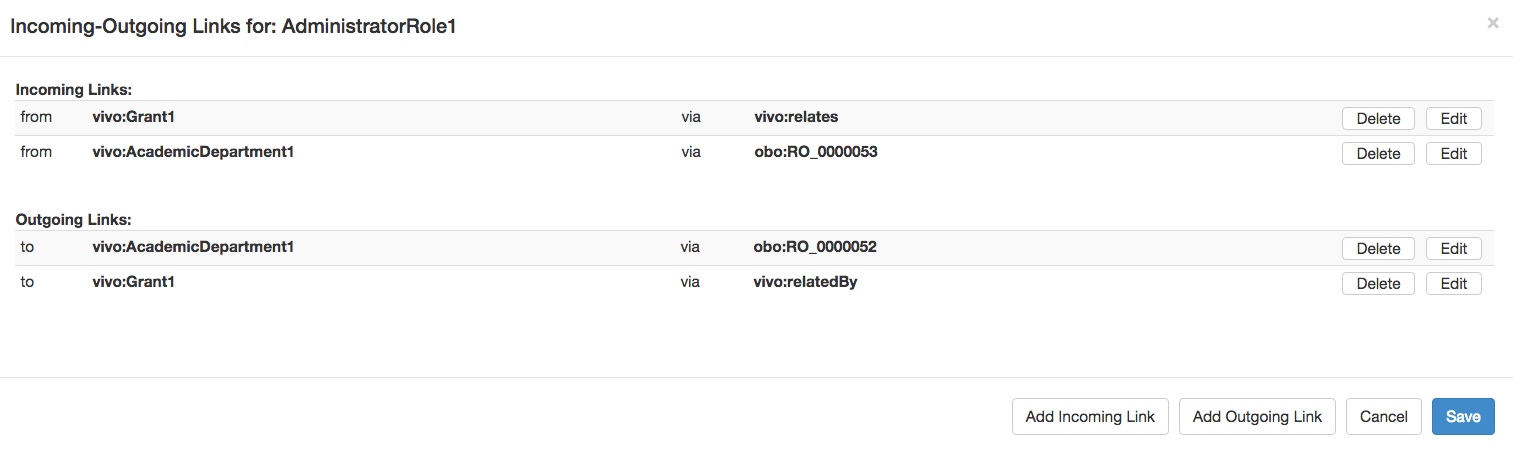 Incoming-Outgoing Links for: AdministratorRole1 ×
Incoming Links:
from vivo:Grant1 via vivo:relates Delete Edit
from vivo:AcademicDepartment1 via obo:RO_0000053 Delete Edit
Outgoing Links:
to vivo:AcademicDepartment1 via obo:RO_0000052 Delete Edit
to vivo:Grant1 via vivo:relatedBy Delete Edit
Add Incoming Link Add Outgoing Link Cancel Save